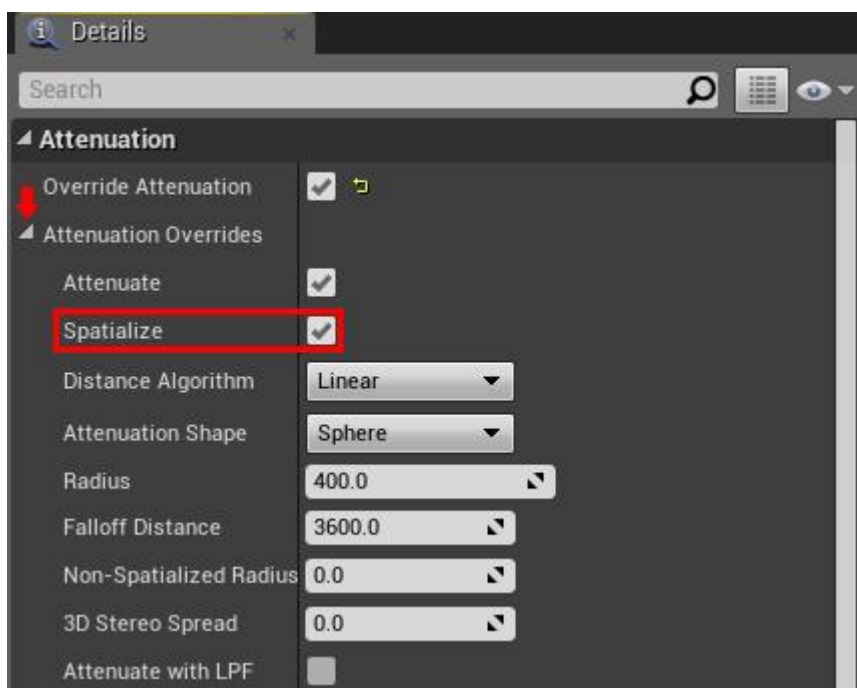 Details
Search
Attenuation
Override Attenuation
Attenuation Overrides
Attenuate
Spatialize
Distance Algorithm Linear
Attenuation Shape Sphere
Radius 400.0
Falloff Distance 3600.0
Non-Spatialized Radius 0.0
3D Stereo Spread 0.0
Attenuate with LPF